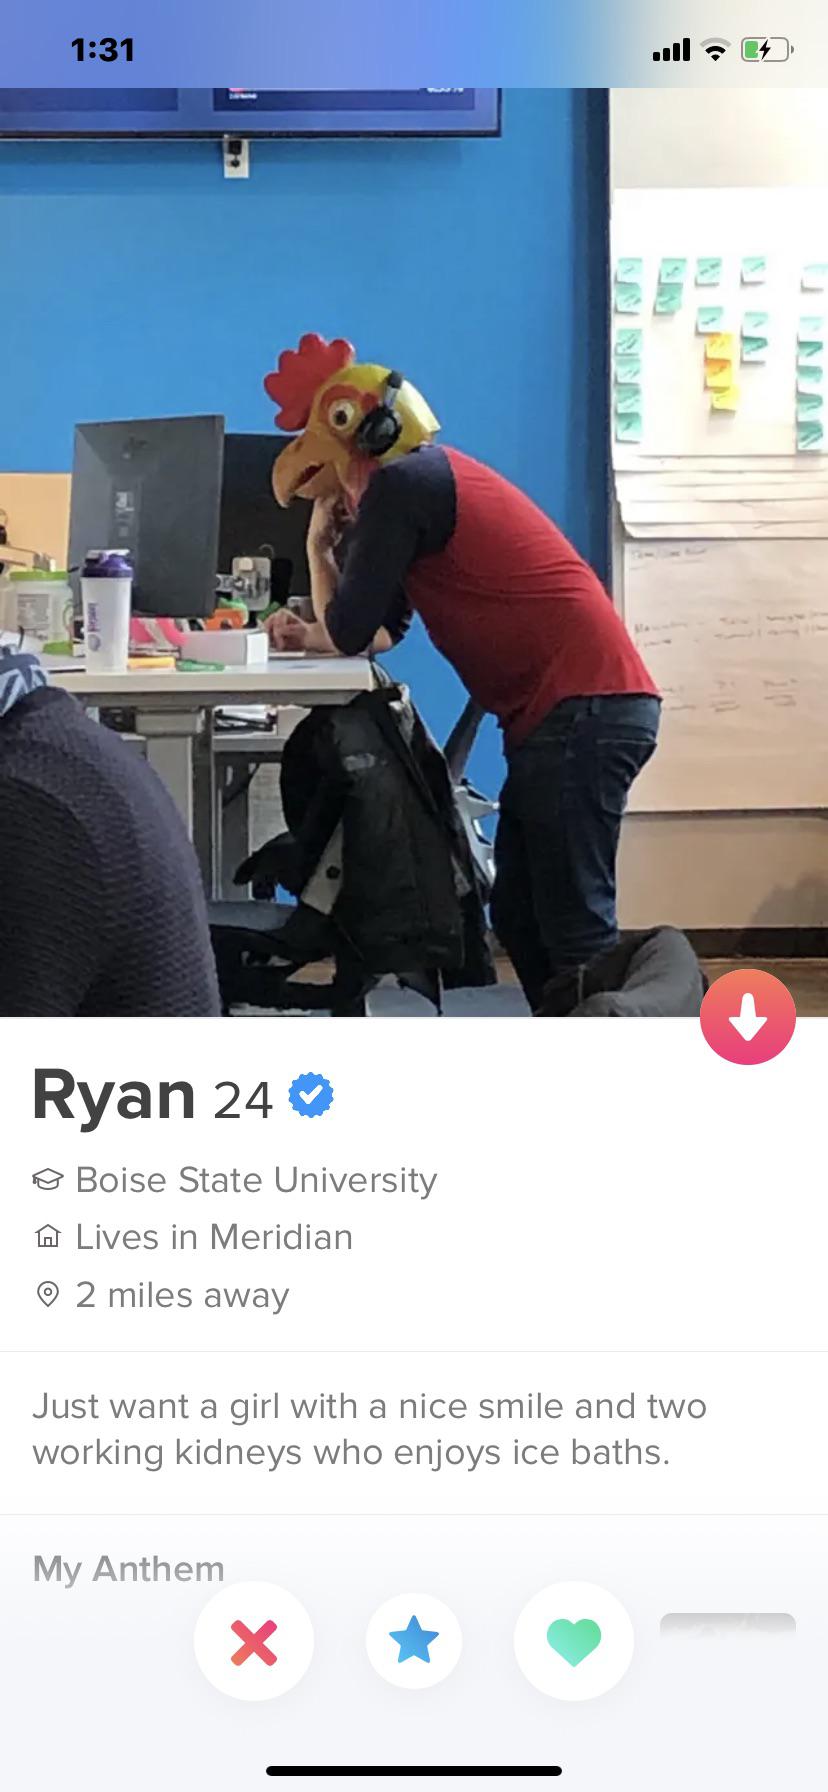 1:31
Ryan 24
Boise State University
Lives in Meridian
2 miles away
Just want a girl with a nice smile and two
working kidneys who enjoys ice baths.
My Anthem